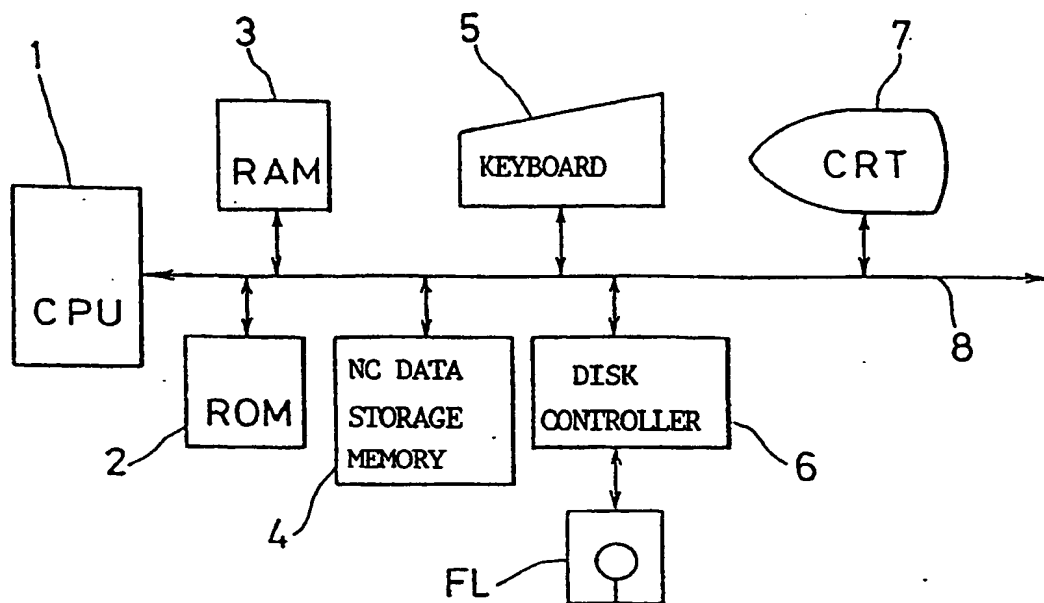 1
3
5
7
RAM
KEYBOARD
CRT
CPU
8
ROM
NC DATA
STORAGE
MEMORY
DISK
CONTROLLER
2
4
6
FL